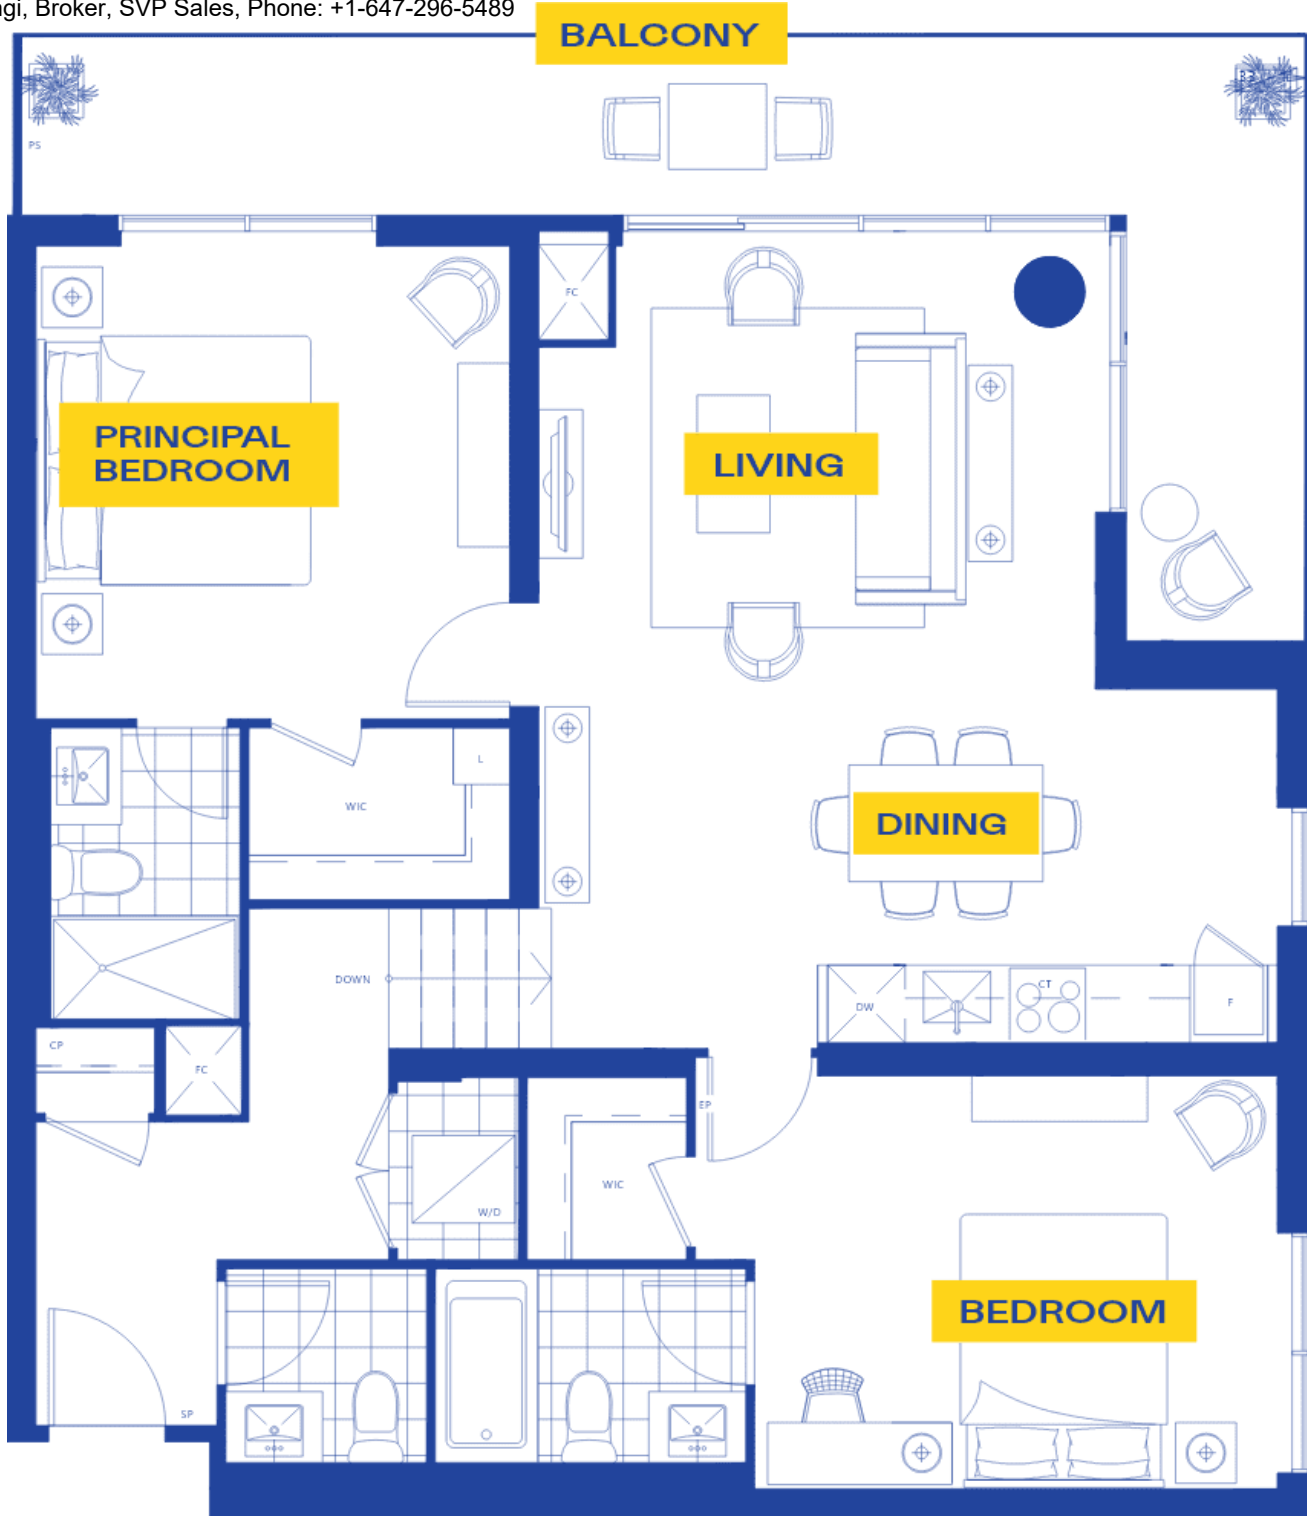 gi, Broker, SVP Sales, Phone: +1-647-296-5489
BALCONY
PS
FC
PRINCIPAL
BEDROOM
LIVING
L
WIC
DINING
DOWN
DW
CT
F
CP
FC
EP
WIC
W/D
BEDROOM
SP